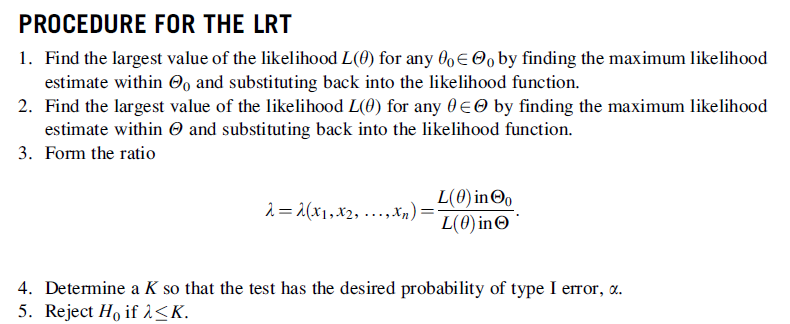 PROCEDURE FOR THE LRT
1. Find the largest value of the likelihood L(θ) for any θ₀∈Θ₀ by finding the maximum likelihood
estimate within Θ₀ and substituting back into the likelihood function.
2. Find the largest value of the likelihood L(θ) for any θ∈Θ by finding the maximum likelihood
estimate within Θ and substituting back into the likelihood function.
3. Form the ratio
λ = λ(x₁, x₂, ..., xₙ) = L(θ) in Θ₀ / L(θ) in Θ.
4. Determine a K so that the test has the desired probability of type I error, α.
5. Reject H₀ if λ ≤ K.